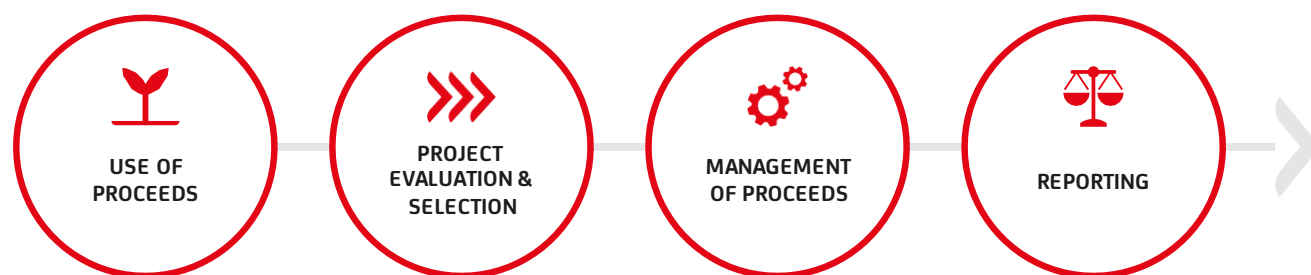 USE OF
PROCEEDS
PROJECT
EVALUATION &
SELECTION
MANAGEMENT
OF PROCEEDS
REPORTING